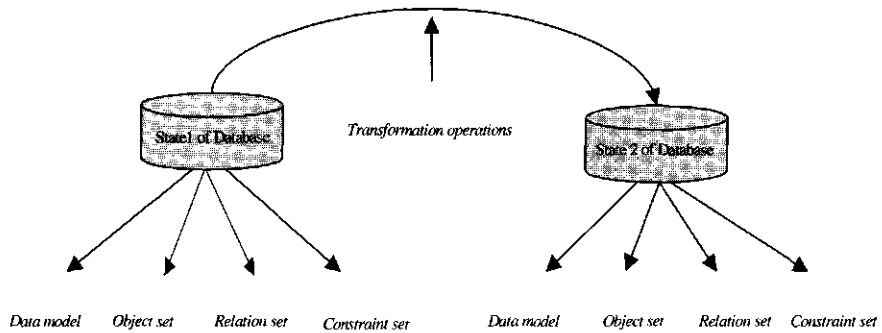 State1 of Database
Transformation operations
State 2 of Database
Data model Object set Relation set Constraint set
Data model Object set Relation set Constraint set